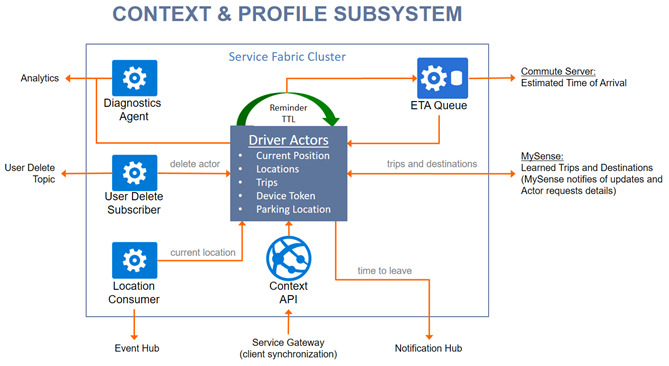 CONTEXT & PROFILE SUBSYSTEM
Service Fabric Cluster
Analytics
Diagnostics
Agent
Reminder
TTL
ETA Queue
Commute Server:
Estimated Time of Arrival
Driver Actors
• Current Position
• Locations
• Trips
• Device Token
• Parking Location
User Delete
Topic
delete actor
User Delete
Subscriber
trips and destinations
MySense:
Learned Trips and Destinations
(MySense notifies of updates and
Actor requests details)
current location
Location
Consumer
Context
API
time to leave
Event Hub
Service Gateway
(client synchronization)
Notification Hub